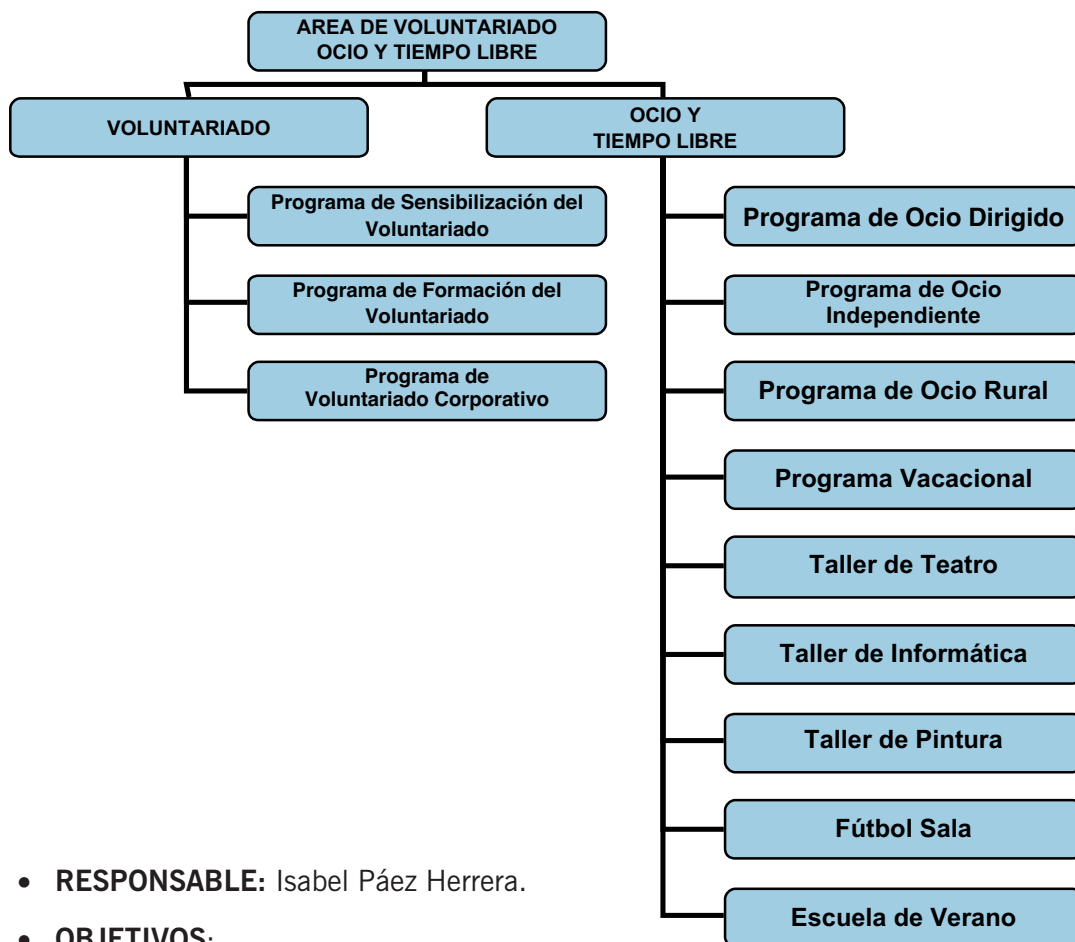 AREA DE VOLUNTARIADO
OCIO Y TIEMPO LIBRE
VOLUNTARIADO
OCIO Y
TIEMPO LIBRE
Programa de Sensibilización del
Voluntariado
Programa de Formación del
Voluntariado
Programa de
Voluntariado Corporativo
Programa de Ocio Dirigido
Programa de Ocio
Independiente
Programa de Ocio Rural
Programa Vacacional
Taller de Teatro
Taller de Informática
Taller de Pintura
Fútbol Sala
Escuela de Verano
• RESPONSABLE: Isabel Páez Herrera.
• OBJETIVOS: